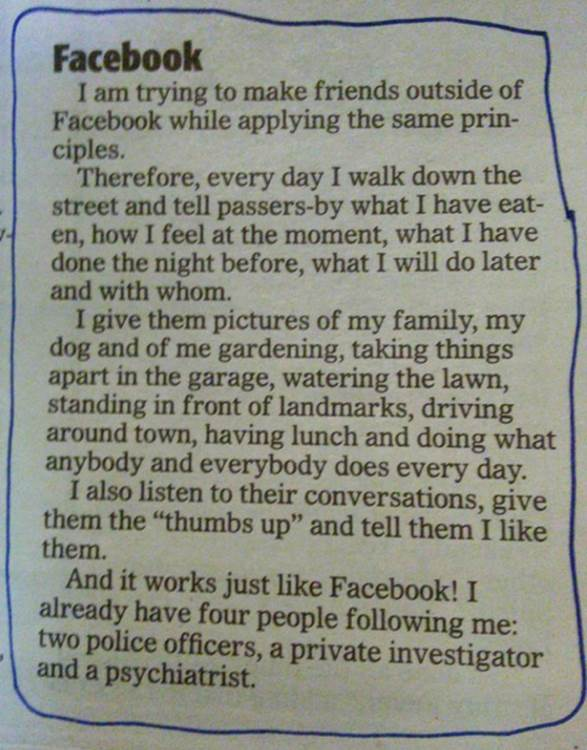 Facebook
I am trying to make friends outside of
Facebook while applying the same prin-
ciples.
Therefore, every day I walk down the
street and tell passers-by what I have eat-
en, how I feel at the moment, what I have
done the night before, what I will do later
and with whom.
I give them pictures of my family, my
dog and of me gardening, taking things
apart in the garage, watering the lawn,
standing in front of landmarks, driving
around town, having lunch and doing what
anybody and everybody does every day.
I also listen to their conversations, give
them the “thumbs up” and tell them I like
them.
And it works just like Facebook! I
already have four people following me:
two police officers, a private investigator
and a psychiatrist.